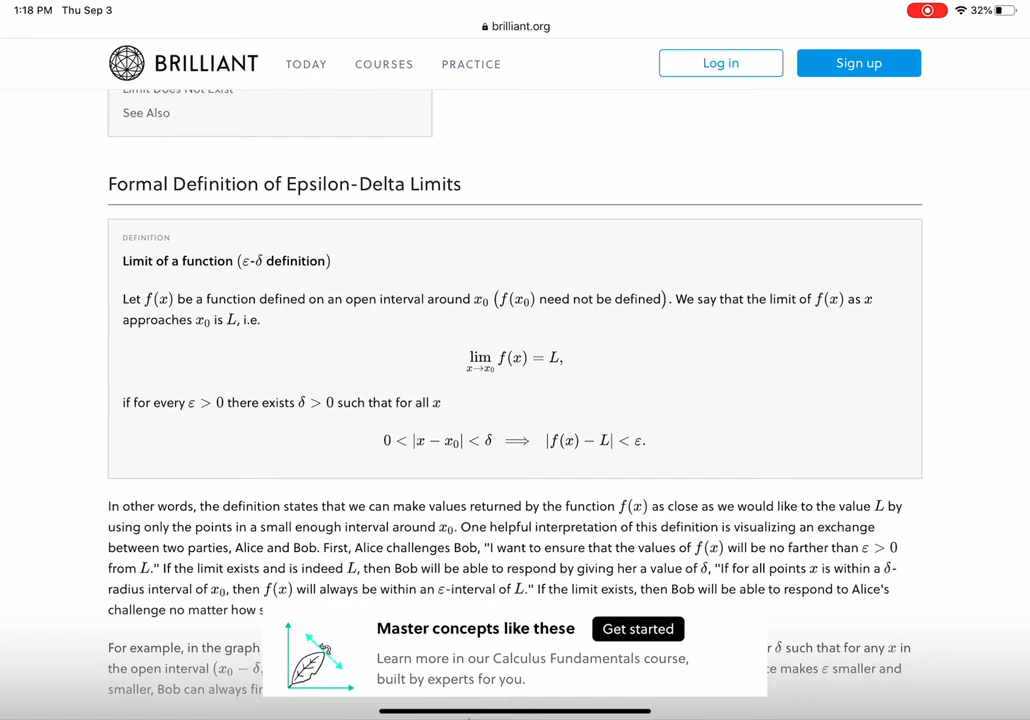 1:18 PM Thu Sep 3
32%
brilliant.org
BRILLIANT TODAY COURSES PRACTICE Log in Sign up
Limit Does Not Exist
See Also
Formal Definition of Epsilon-Delta Limits
DEFINITION
Limit of a function (ε-δ definition)
Let f(x) be a function defined on an open interval around x₀ (f(x₀) need not be defined). We say that the limit of f(x) as x
approaches x₀ is L, i.e.
lim f(x) = L,
x→x₀
if for every ε > 0 there exists δ > 0 such that for all x
0 < |x − x₀| < δ ⟹ |f(x) − L| < ε.
In other words, the definition states that we can make values returned by the function f(x) as close as we would like to the value L by
using only the points in a small enough interval around x₀. One helpful interpretation of this definition is visualizing an exchange
between two parties, Alice and Bob. First, Alice challenges Bob, "I want to ensure that the values of f(x) will be no farther than ε > 0
from L." If the limit exists and is indeed L, then Bob will be able to respond by giving her a value of δ, "If for all points x is within a δ-
radius interval of x₀, then f(x) will always be within an ε-interval of L." If the limit exists, then Bob will be able to respond to Alice's
challenge no matter how s
For example, in the graph r δ such that for any x in
the open interval (x₀ − δ, e makes ε smaller and
smaller, Bob can always fin
Master concepts like these Get started
Learn more in our Calculus Fundamentals course,
built by experts for you.